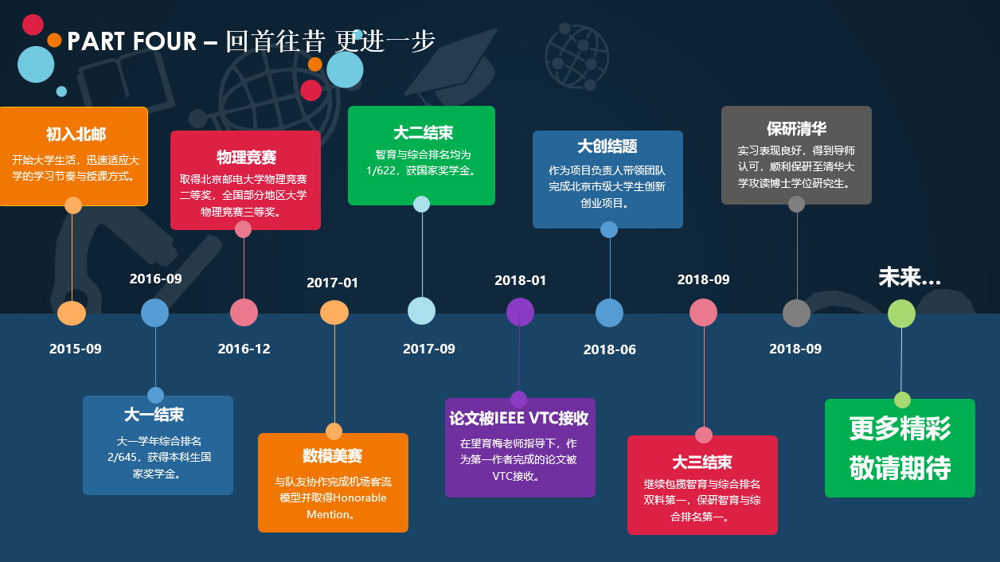 PART FOUR – 回首往昔 更进一步
初入北邮
开始大学生活，迅速适应大
学的学习节奏与授课方式。
2015-09
2016-09
大一结束
大一学年综合排名
2/645，获得本科生国
家奖学金。
物理竞赛
取得北京邮电大学物理竞赛
二等奖，全国部分地区大学
物理竞赛三等奖。
2016-12
2017-01
数模美赛
与队友协作完成机场客流
模型并取得Honorable
Mention。
大二结束
智育与综合排名均为
1/622，获国家奖学金。
2017-09
2018-01
论文被IEEE VTC接收
在望育梅老师指导下，作
为第一作者完成的论文被
VTC接收。
大创结题
作为项目负责人带领团队
完成北京市级大学生创新
创业项目。
2018-06
2018-09
大三结束
继续包揽智育与综合排名
双料第一，保研智育与综
合排名第一。
保研清华
实习表现良好，得到导师
认可，顺利保研至清华大
学攻读博士学位研究生。
2018-09
未来...
更多精彩
敬请期待